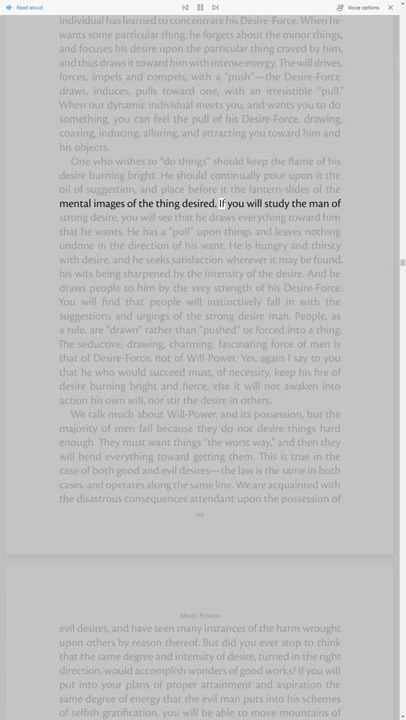 Read aloud
Voice options
individual has learned to concentrate his Desire-Force. When he
wants some particular thing, he forgets about the minor things,
and focuses his desire upon the particular thing craved by him,
and thus draws it toward him with intense energy. The will drives,
forces, impels and compels, with a "push"—the Desire-Force
draws, induces, pulls toward one, with an irresistible "pull."
When our dynamic individual meets you, and wants you to do
something, you can feel the pull of his Desire-Force, drawing,
coaxing, inducing, alluring, and attracting you toward him and
his objects.
One who wishes to "do things" should keep the flame of his
desire burning bright. He should continually pour upon it the
oil of suggestion, and place before it the lantern-slides of the
mental images of the thing desired. If you will study the man of
strong desire, you will see that he draws everything toward him
that he wants. He has a "pull" upon things and leaves nothing
undone in the direction of his want. He is hungry and thirsty
with desire, and he seeks satisfaction wherever it may be found,
his wits being sharpened by the intensity of the desire. And he
draws people to him by the very strength of his Desire-Force.
You will find that people will instinctively fall in with the
suggestions and urgings of the strong desire man. People, as
a rule, are "drawn" rather than "pushed" or forced into a thing.
The seductive, drawing, charming, fascinating force of men is
that of Desire-Force, not of Will-Power. Yes, again I say to you
that he who would succeed must, of necessity, keep his fire of
desire burning bright and fierce, else it will not awaken into
action his own will, nor stir the desire in others.
We talk much about Will-Power, and its possession, but the
majority of men fail because they do not desire things hard
enough. They must want things "the worst way," and then they
will bend everything toward getting them. This is true in the
case of both good and evil desires—the law is the same in both
cases, and operates along the same line. We are acquainted with
the disastrous consequences attendant upon the possession of
Mind-Power
evil desires, and have seen many instances of the harm wrought
upon others by reason thereof. But did you ever stop to think
that the same degree and intensity of desire, turned in the right
direction, would accomplish wonders of good works? If you will
put into your plans of proper attainment and aspiration the
same degree of energy that the evil man puts into his schemes
of selfish gratification, you will be able to move mountains of